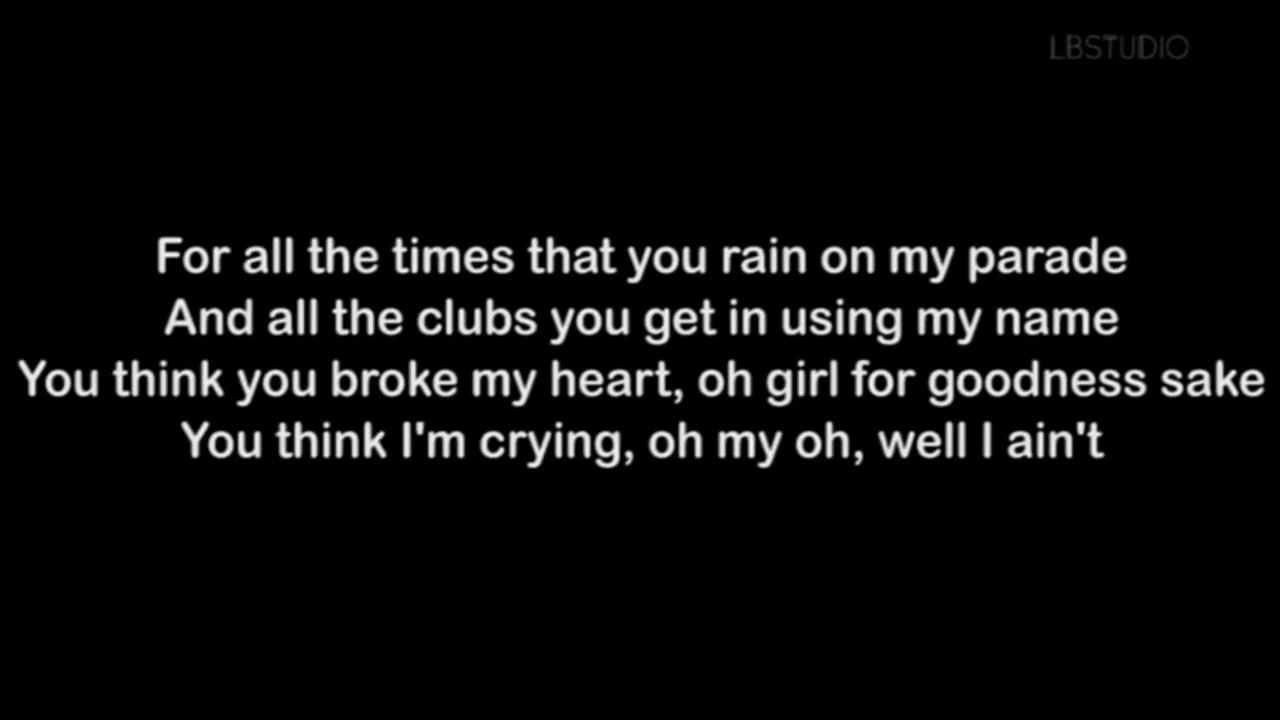 LBSTUDIO
For all the times that you rain on my parade
And all the clubs you get in using my name
You think you broke my heart, oh girl for goodness sake
You think I'm crying, oh my oh, well I ain't